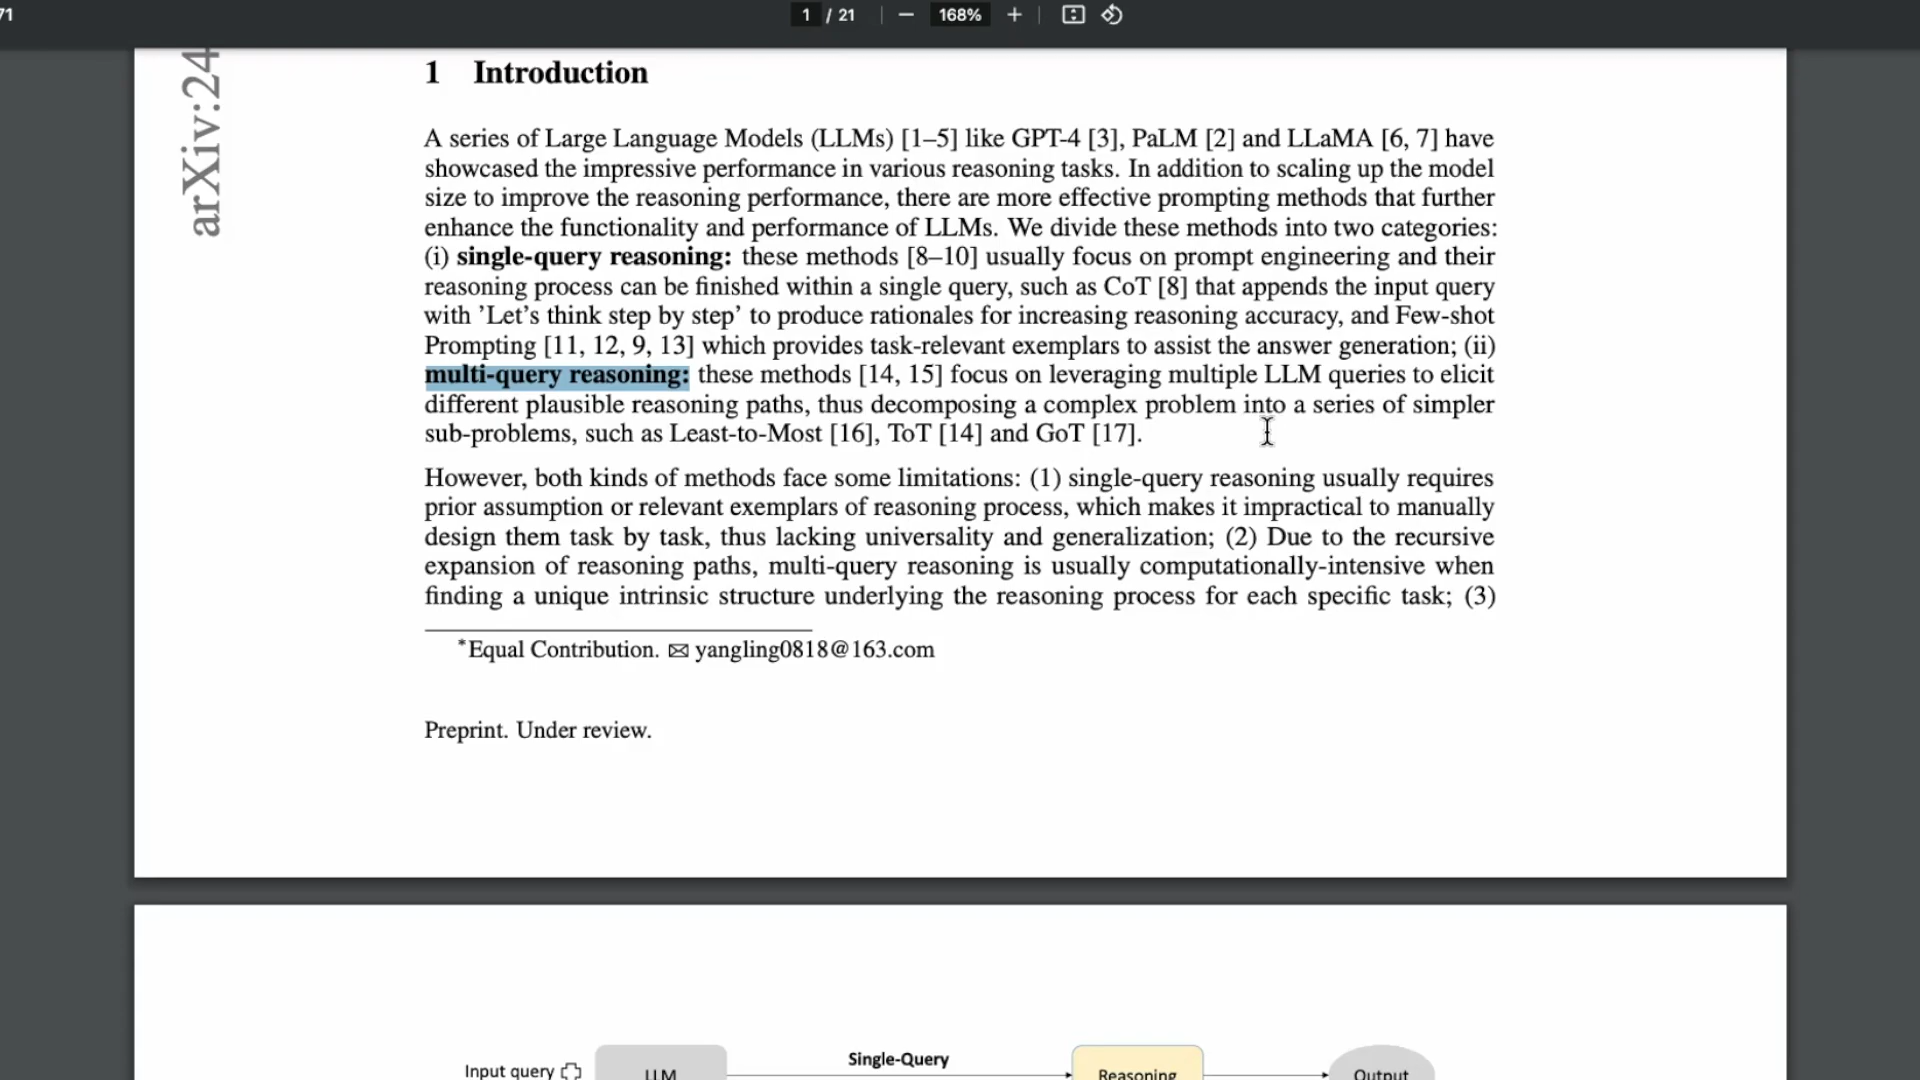 71
1 / 21
168%
arXiv:24
1 Introduction
A series of Large Language Models (LLMs) [1–5] like GPT-4 [3], PaLM [2] and LLaMA [6, 7] have
showcased the impressive performance in various reasoning tasks. In addition to scaling up the model
size to improve the reasoning performance, there are more effective prompting methods that further
enhance the functionality and performance of LLMs. We divide these methods into two categories:
(i) single-query reasoning: these methods [8–10] usually focus on prompt engineering and their
reasoning process can be finished within a single query, such as CoT [8] that appends the input query
with ’Let’s think step by step’ to produce rationales for increasing reasoning accuracy, and Few-shot
Prompting [11, 12, 9, 13] which provides task-relevant exemplars to assist the answer generation; (ii)
multi-query reasoning: these methods [14, 15] focus on leveraging multiple LLM queries to elicit
different plausible reasoning paths, thus decomposing a complex problem into a series of simpler
sub-problems, such as Least-to-Most [16], ToT [14] and GoT [17].
However, both kinds of methods face some limitations: (1) single-query reasoning usually requires
prior assumption or relevant exemplars of reasoning process, which makes it impractical to manually
design them task by task, thus lacking universality and generalization; (2) Due to the recursive
expansion of reasoning paths, multi-query reasoning is usually computationally-intensive when
finding a unique intrinsic structure underlying the reasoning process for each specific task; (3)
*Equal Contribution. ✉ yangling0818@163.com
Preprint. Under review.
Single-Query
Input query LLM Reasoning Output